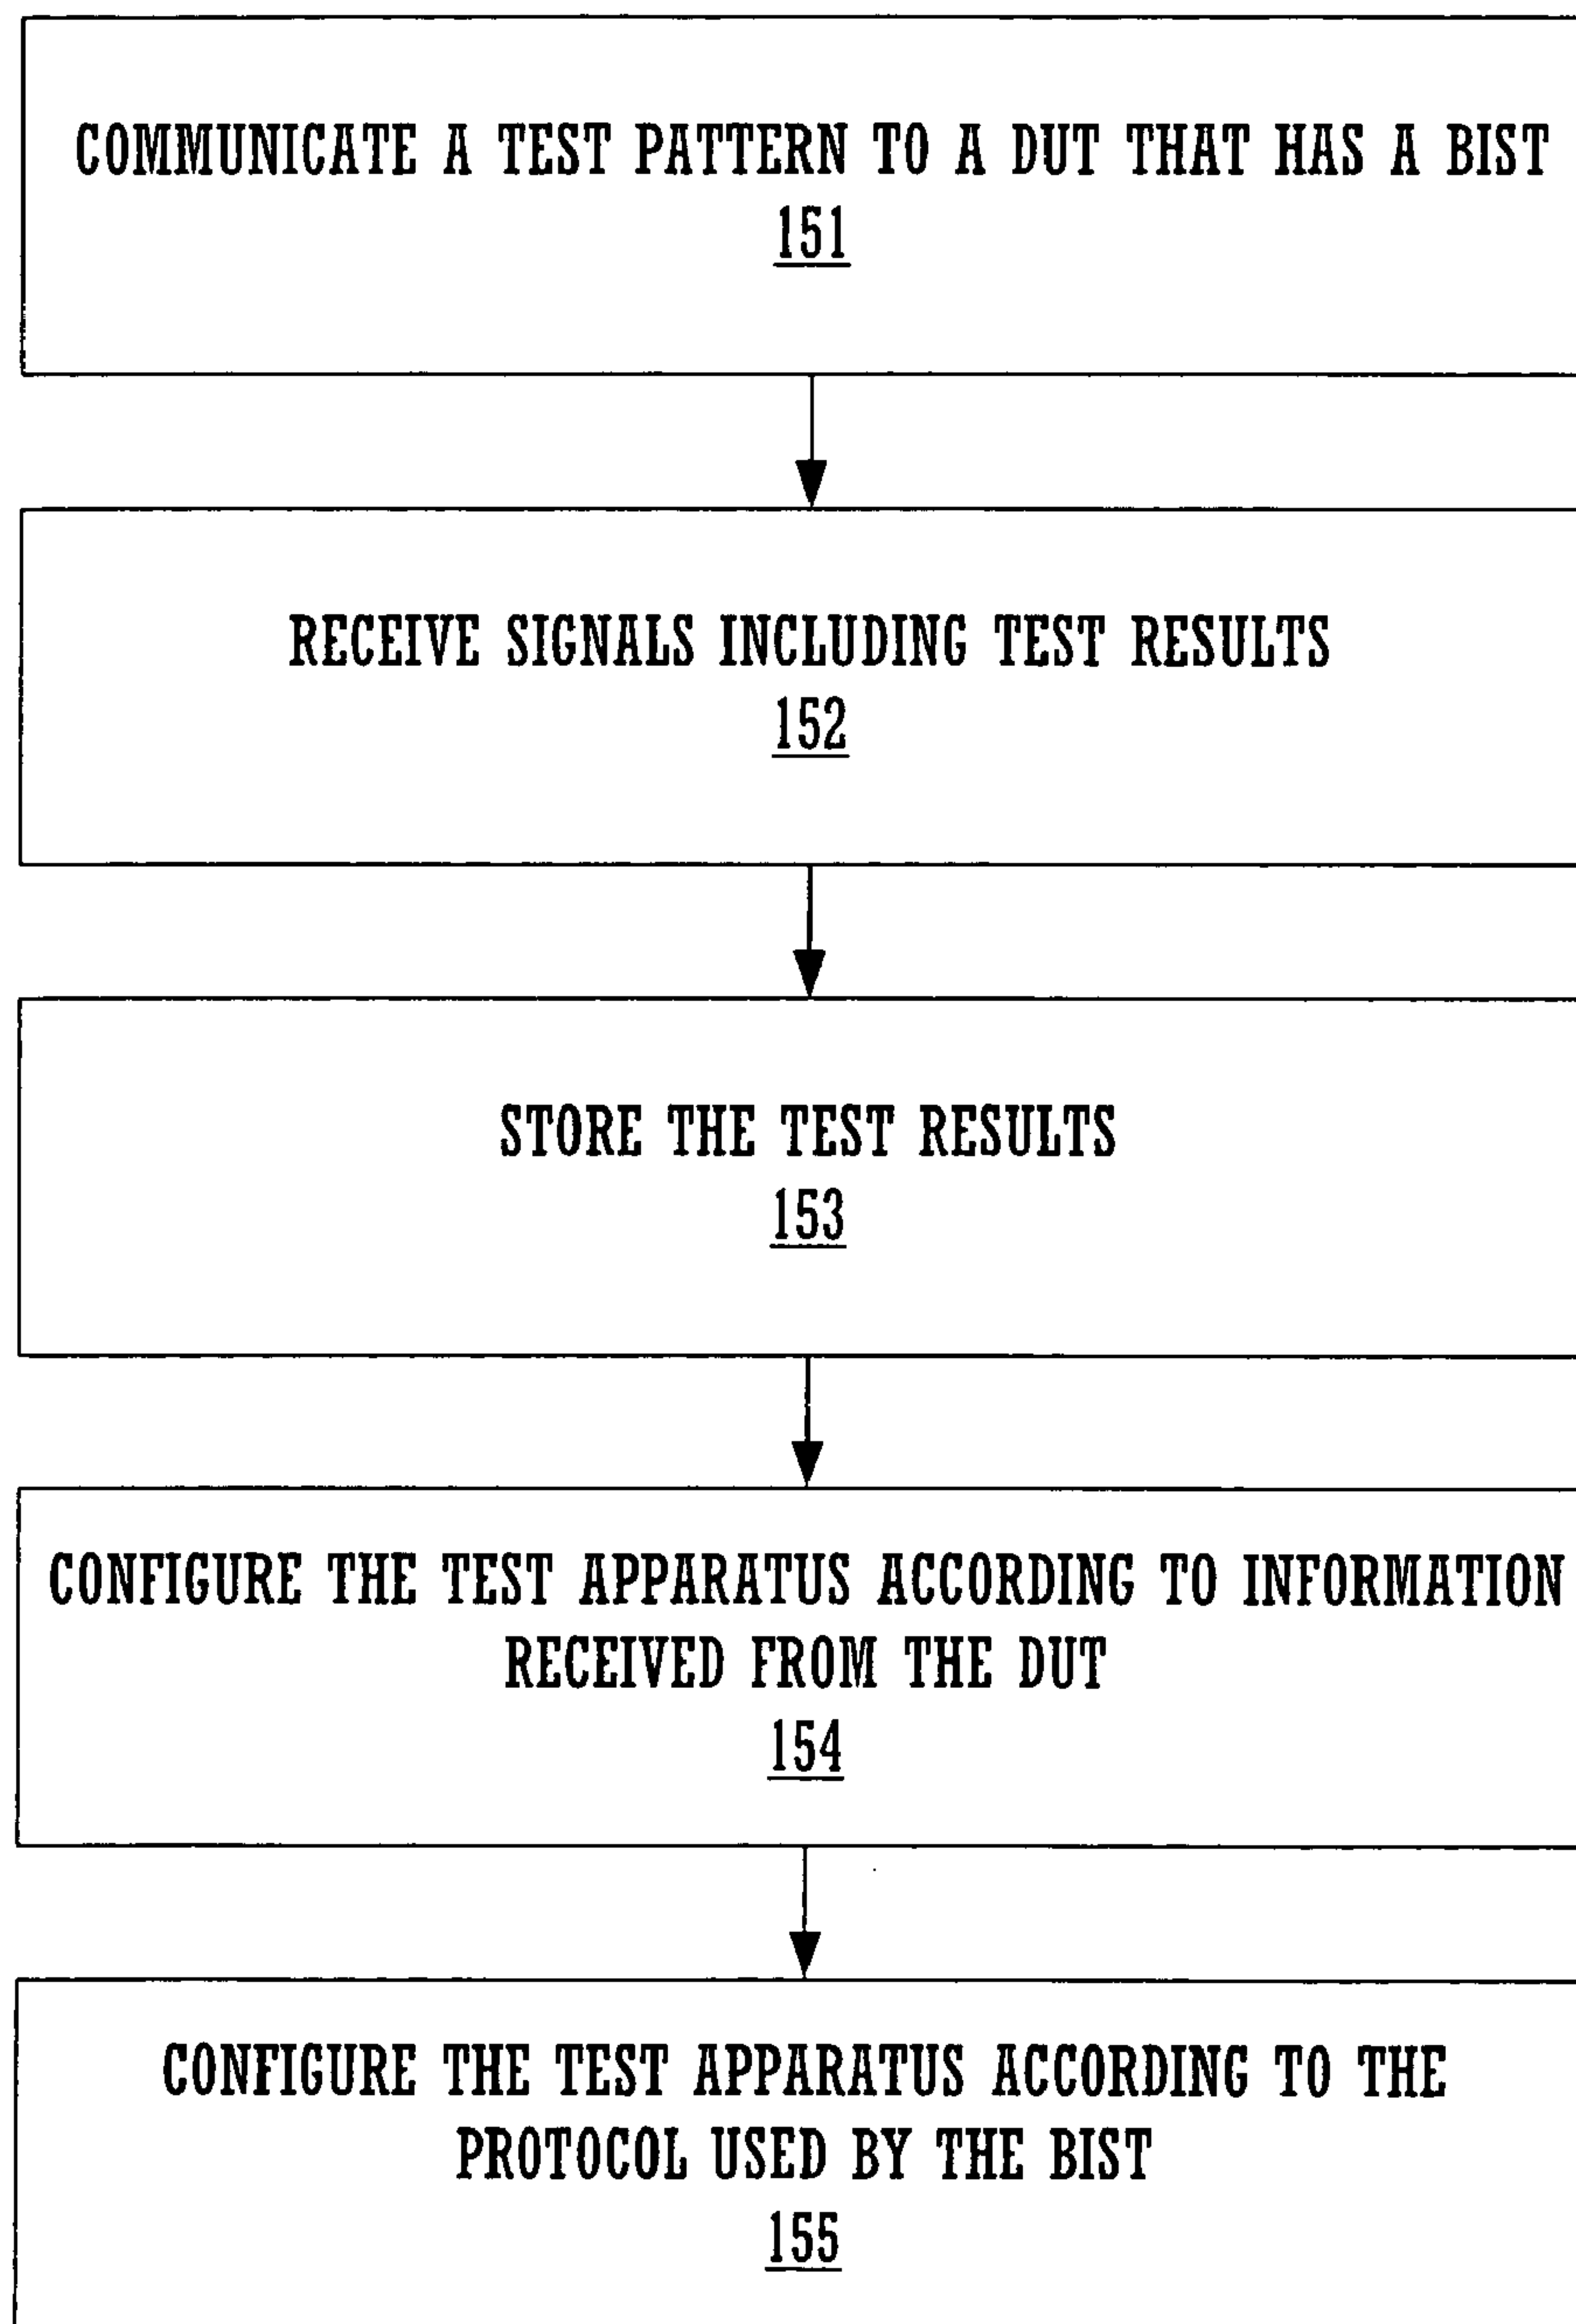 COMMUNICATE A TEST PATTERN TO A DUT THAT HAS A BIST
151
RECEIVE SIGNALS INCLUDING TEST RESULTS
152
STORE THE TEST RESULTS
153
CONFIGURE THE TEST APPARATUS ACCORDING TO INFORMATION
RECEIVED FROM THE DUT
154
CONFIGURE THE TEST APPARATUS ACCORDING TO THE
PROTOCOL USED BY THE BIST
155